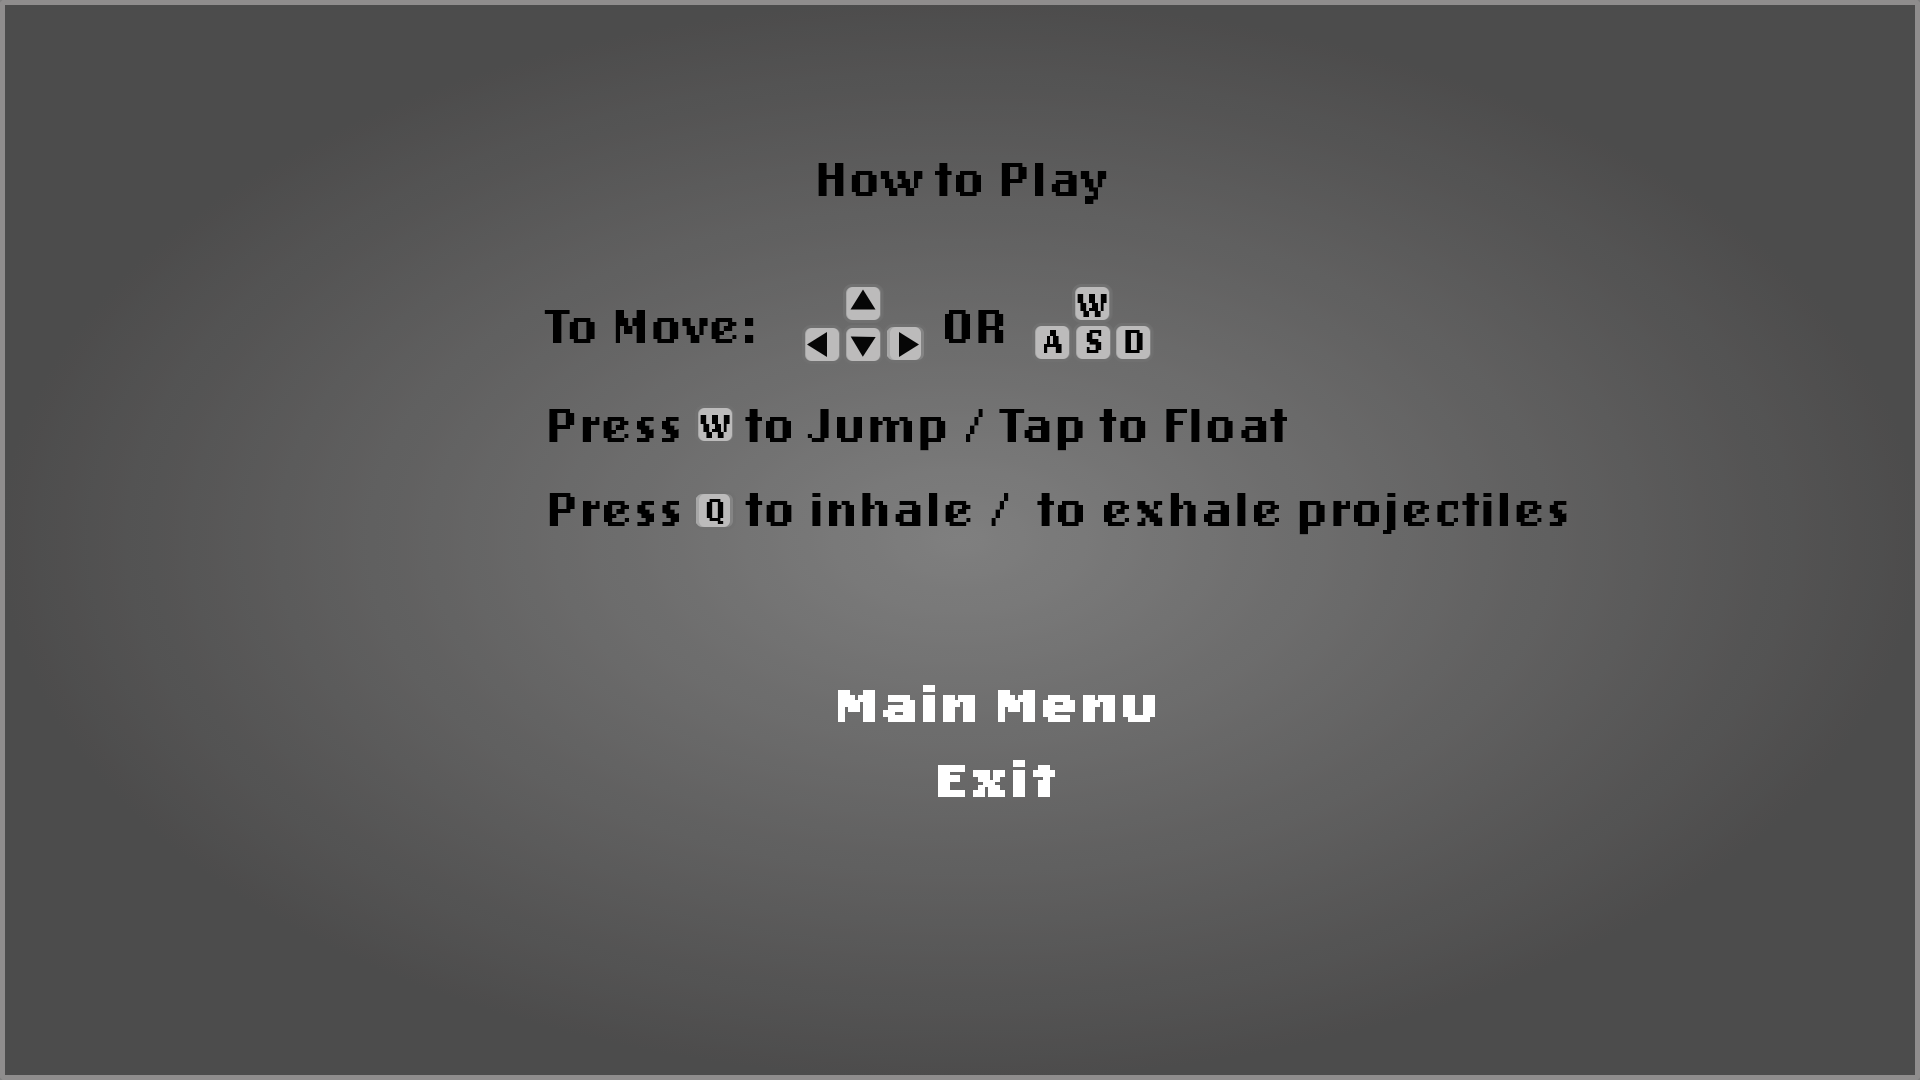 How to Play
W
To Move: OR A S D
Press W to Jump / Tap to Float
Press Q to inhale / to exhale projectiles
Main Menu
Exit